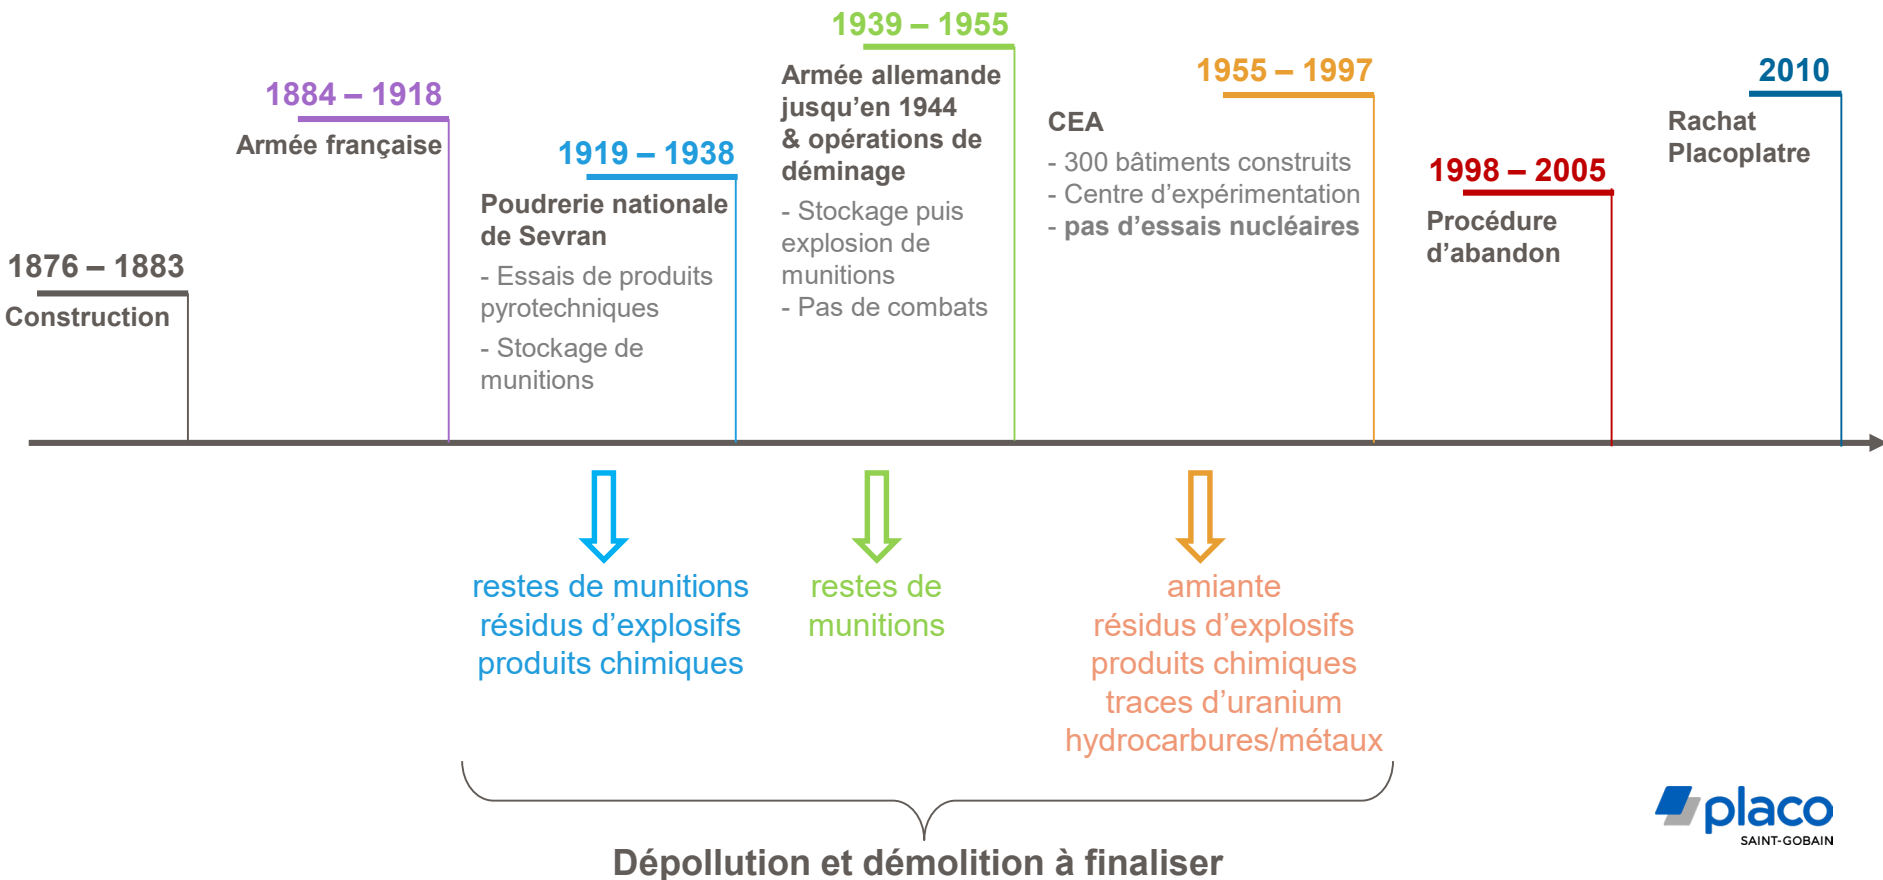 1876 – 1883
Construction
1884 – 1918
Armée française
1919 – 1938
Poudrerie nationale
de Sevran
- Essais de produits
pyrotechniques
- Stockage de
munitions
1939 – 1955
Armée allemande
jusqu’en 1944
& opérations de
déminage
- Stockage puis
explosion de
munitions
- Pas de combats
1955 – 1997
CEA
- 300 bâtiments construits
- Centre d’expérimentation
- pas d’essais nucléaires
1998 – 2005
Procédure
d’abandon
2010
Rachat
Placoplatre
restes de munitions
résidus d’explosifs
produits chimiques
restes de
munitions
amiante
résidus d’explosifs
produits chimiques
traces d’uranium
hydrocarbures/métaux
Dépollution et démolition à finaliser
placo
SAINT-GOBAIN